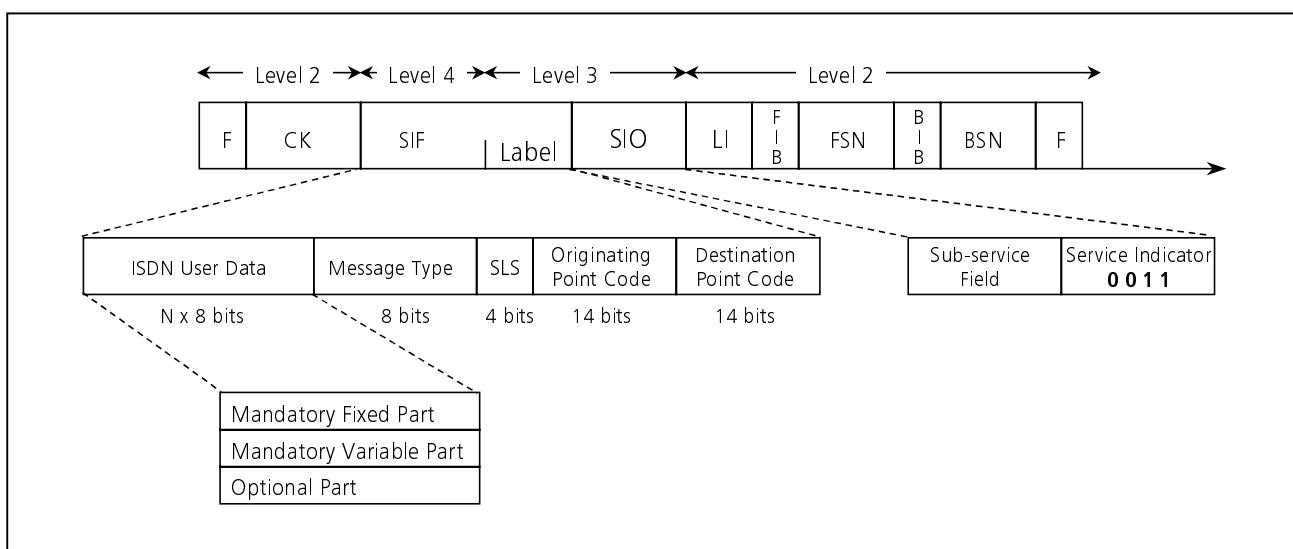 Level 2 Level 4 Level 3 Level 2
F CK SIF Label SIO LI FIB FSN BIB BSN F
ISDN User Data Message Type SLS Originating Point Code Destination Point Code Sub-service Field Service Indicator 0 0 1 1
N x 8 bits 8 bits 4 bits 14 bits 14 bits
Mandatory Fixed Part
Mandatory Variable Part
Optional Part